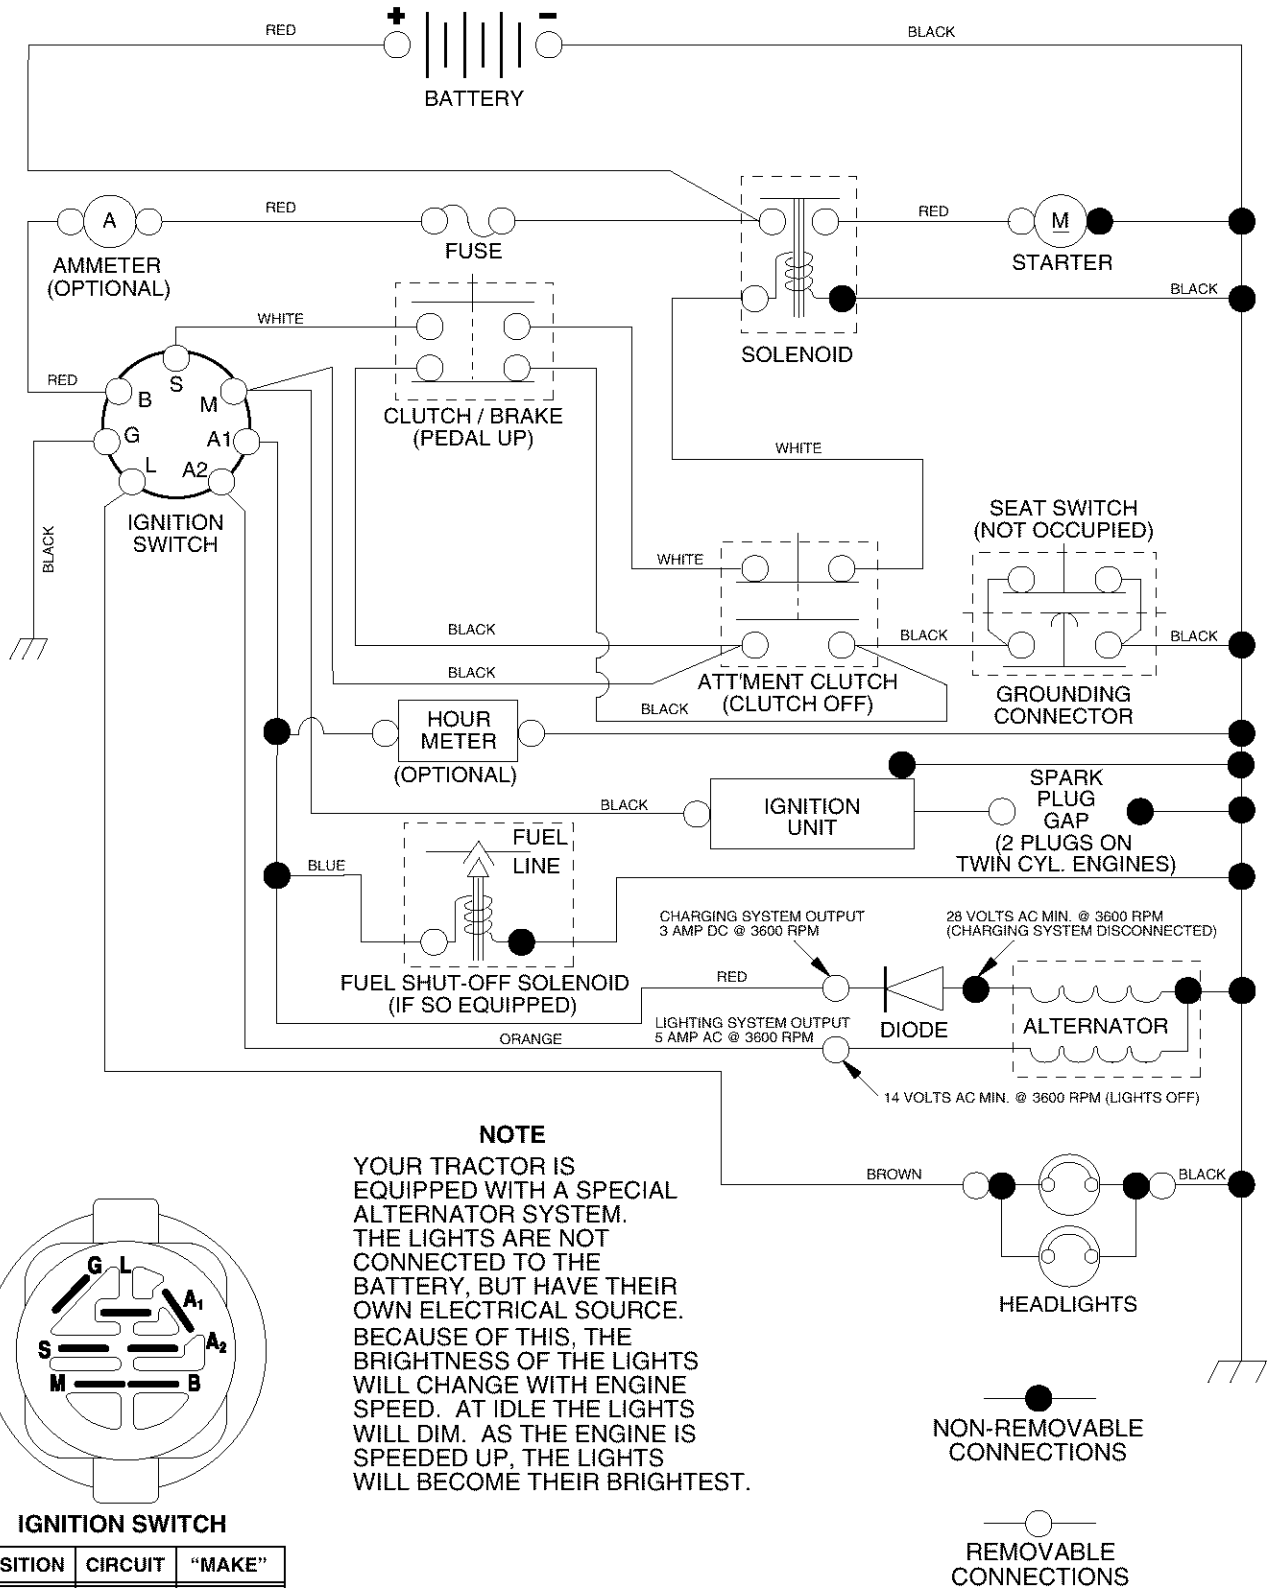 +
−
RED
BLACK
BATTERY
A
RED
RED
M
AMMETER
(OPTIONAL)
FUSE
STARTER
BLACK
WHITE
SOLENOID
RED
B
S
M
G
A1
L
A2
CLUTCH / BRAKE
(PEDAL UP)
WHITE
IGNITION
SWITCH
BLACK
SEAT SWITCH
(NOT OCCUPIED)
WHITE
BLACK
BLACK
BLACK
BLACK
ATT'MENT CLUTCH
(CLUTCH OFF)
BLACK
GROUNDING
CONNECTOR
HOUR
METER
(OPTIONAL)
BLACK
IGNITION
UNIT
SPARK
PLUG
GAP
(2 PLUGS ON
TWIN CYL. ENGINES)
FUEL
LINE
BLUE
FUEL SHUT-OFF SOLENOID
(IF SO EQUIPPED)
CHARGING SYSTEM OUTPUT
3 AMP DC @ 3600 RPM
28 VOLTS AC MIN. @ 3600 RPM
(CHARGING SYSTEM DISCONNECTED)
RED
DIODE
ALTERNATOR
LIGHTING SYSTEM OUTPUT
5 AMP AC @ 3600 RPM
ORANGE
14 VOLTS AC MIN. @ 3600 RPM (LIGHTS OFF)
NOTE
YOUR TRACTOR IS
EQUIPPED WITH A SPECIAL
ALTERNATOR SYSTEM.
THE LIGHTS ARE NOT
CONNECTED TO THE
BATTERY, BUT HAVE THEIR
OWN ELECTRICAL SOURCE.
BECAUSE OF THIS, THE
BRIGHTNESS OF THE LIGHTS
WILL CHANGE WITH ENGINE
SPEED. AT IDLE THE LIGHTS
WILL DIM. AS THE ENGINE IS
SPEEDED UP, THE LIGHTS
WILL BECOME THEIR BRIGHTEST.
BROWN
BLACK
HEADLIGHTS
G L
A1
A2
S
M
B
IGNITION SWITCH
SITION CIRCUIT "MAKE"
NON-REMOVABLE
CONNECTIONS
REMOVABLE
CONNECTIONS